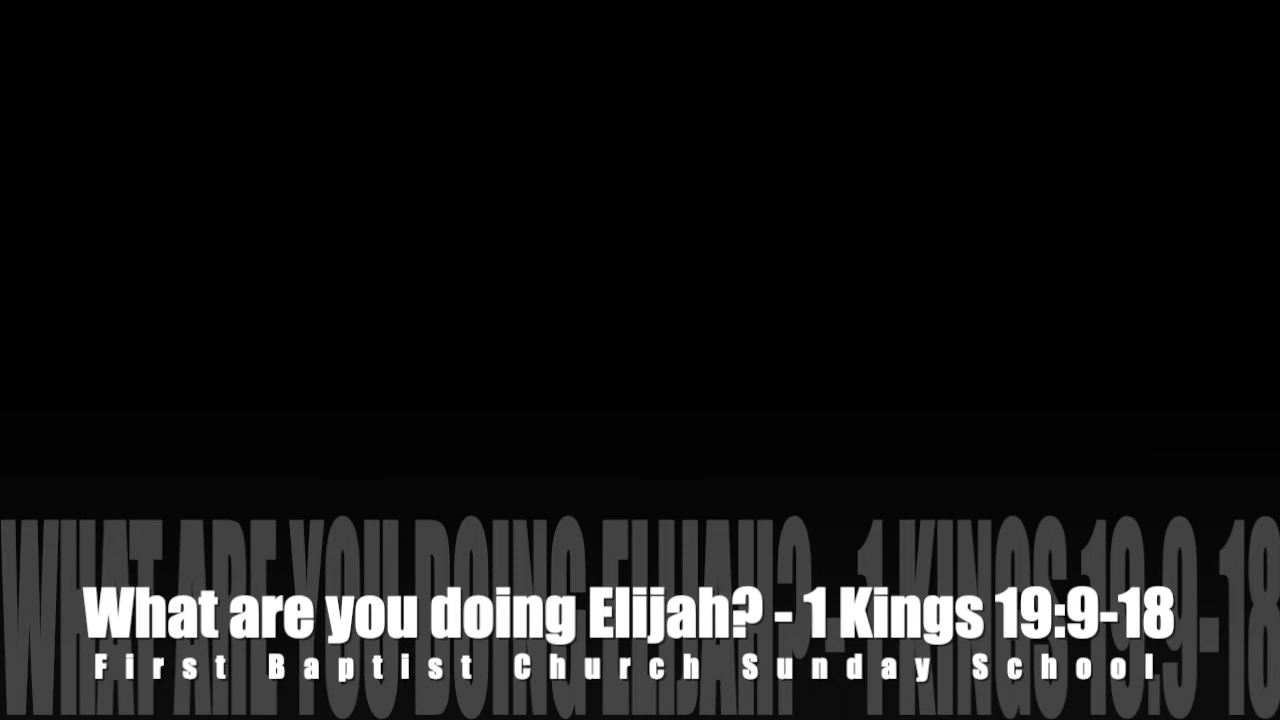 WHAT ARE YOU DOING ELIJAH? - 1 KINGS 19:9-18
What are you doing Elijah? - 1 Kings 19:9-18
First Baptist Church Sunday School